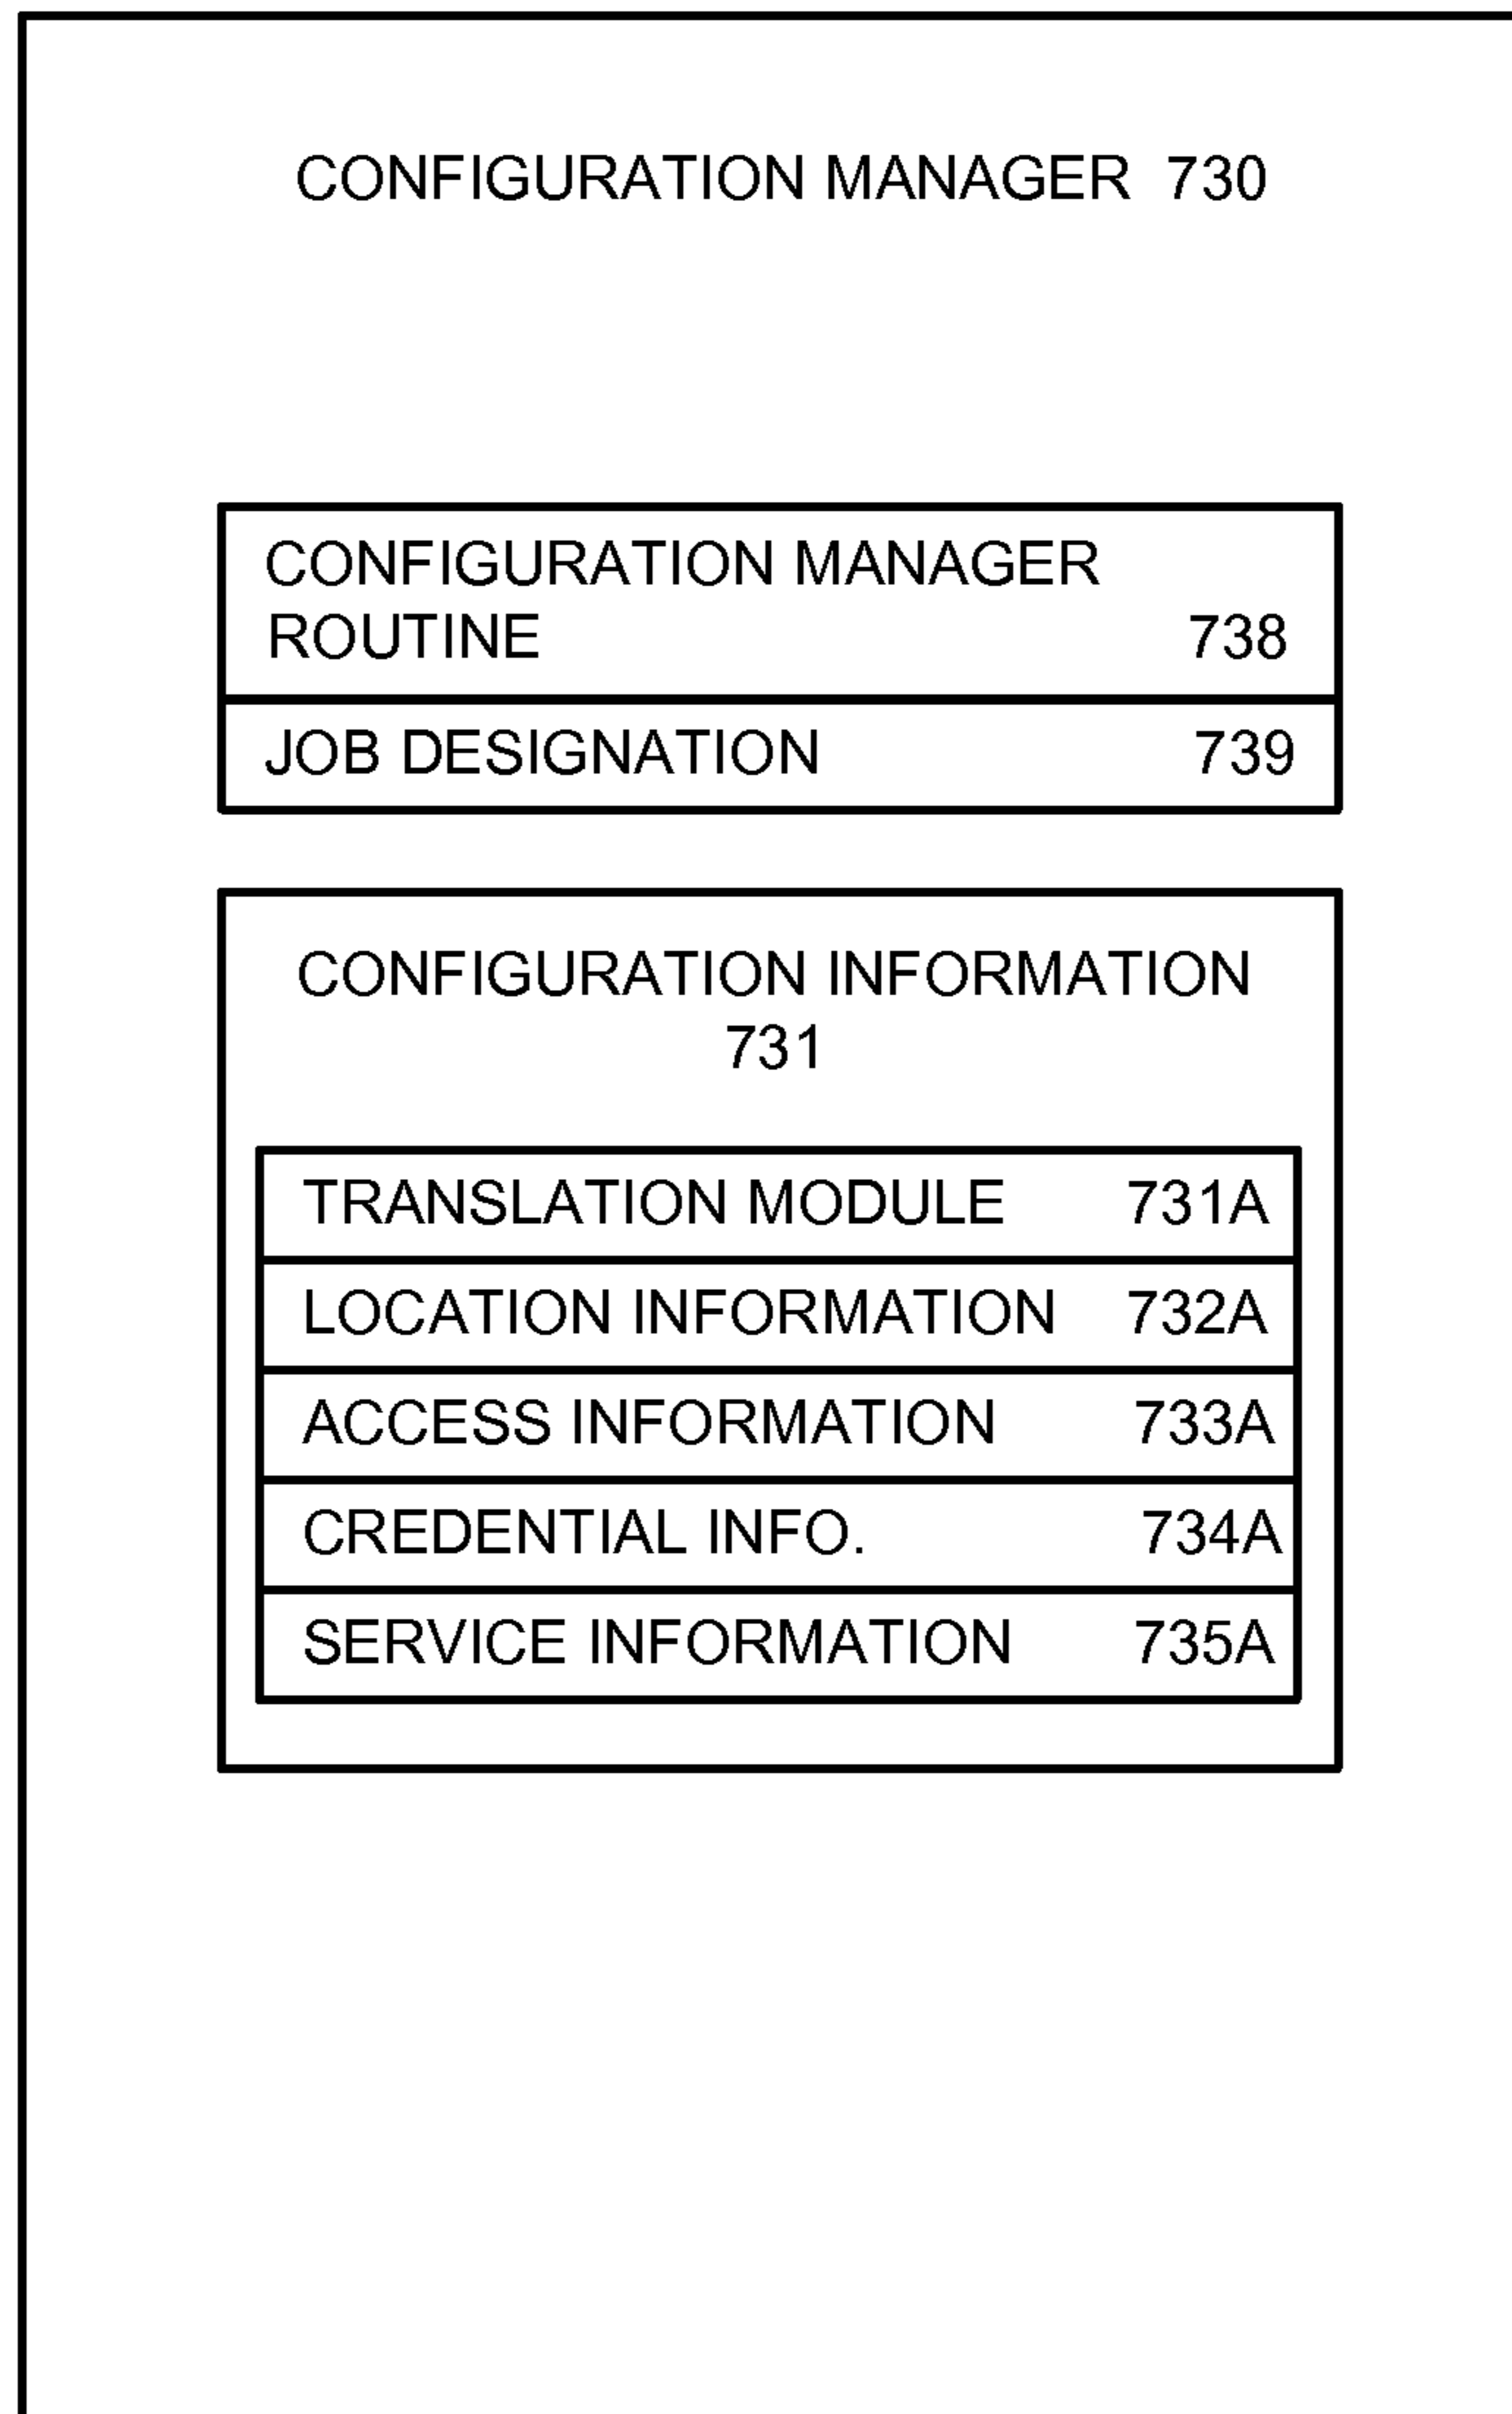 CONFIGURATION MANAGER 730
CONFIGURATION MANAGER
ROUTINE 738
JOB DESIGNATION 739
CONFIGURATION INFORMATION
731
TRANSLATION MODULE 731A
LOCATION INFORMATION 732A
ACCESS INFORMATION 733A
CREDENTIAL INFO. 734A
SERVICE INFORMATION 735A